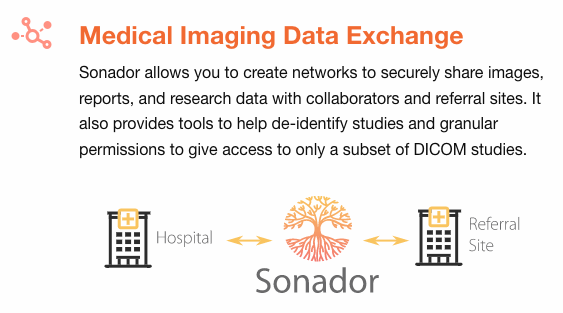 Medical Imaging Data Exchange
Sonador allows you to create networks to securely share images,
reports, and research data with collaborators and referral sites. It
also provides tools to help de-identify studies and granular
permissions to give access to only a subset of DICOM studies.
Hospital
Sonador
Referral
Site